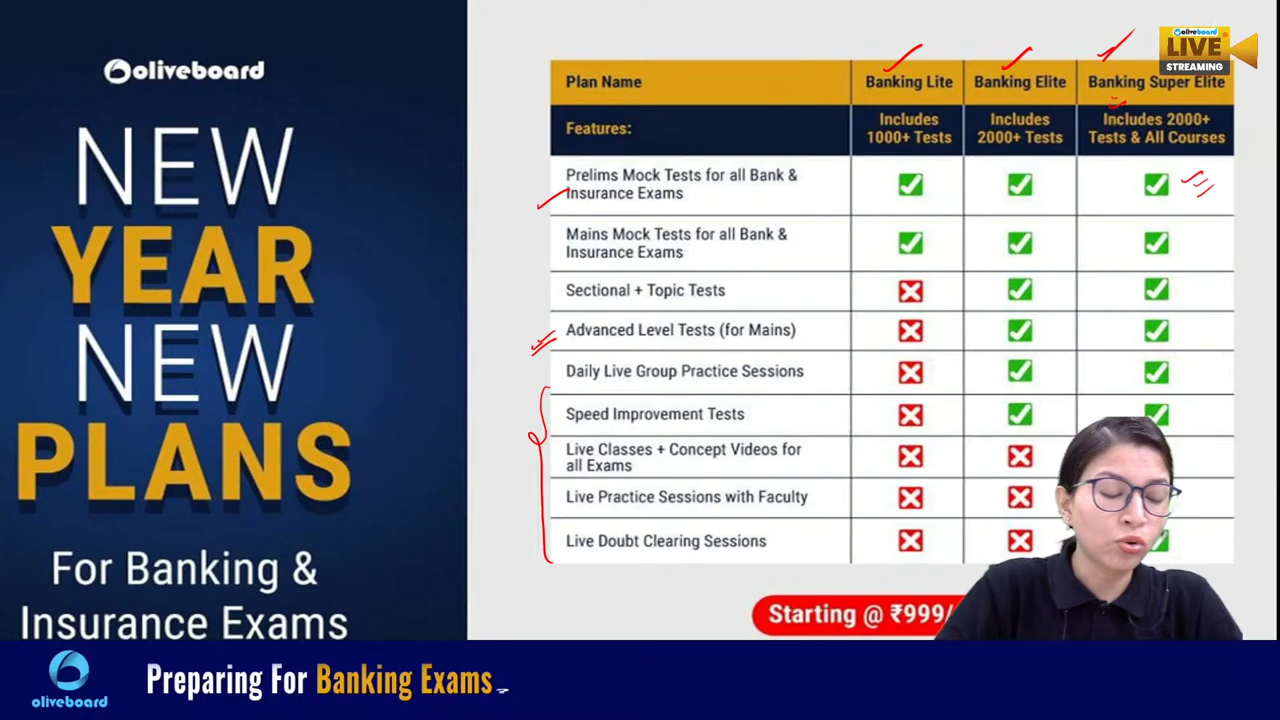 oliveboard
LIVE
STREAMING
oliveboard
NEW
YEAR
NEW
PLANS
For Banking &
Insurance Exams
Plan Name
Banking Lite
Banking Elite
Banking Super Elite
Features:
Includes
1000+ Tests
Includes
2000+ Tests
Includes 2000+
Tests & All Courses
Prelims Mock Tests for all Bank &
Insurance Exams
Mains Mock Tests for all Bank &
Insurance Exams
Sectional + Topic Tests
Advanced Level Tests (for Mains)
Daily Live Group Practice Sessions
Speed Improvement Tests
Live Classes + Concept Videos for
all Exams
Live Practice Sessions with Faculty
Live Doubt Clearing Sessions
Starting @ ₹999/
oliveboard
Preparing For Banking Exams